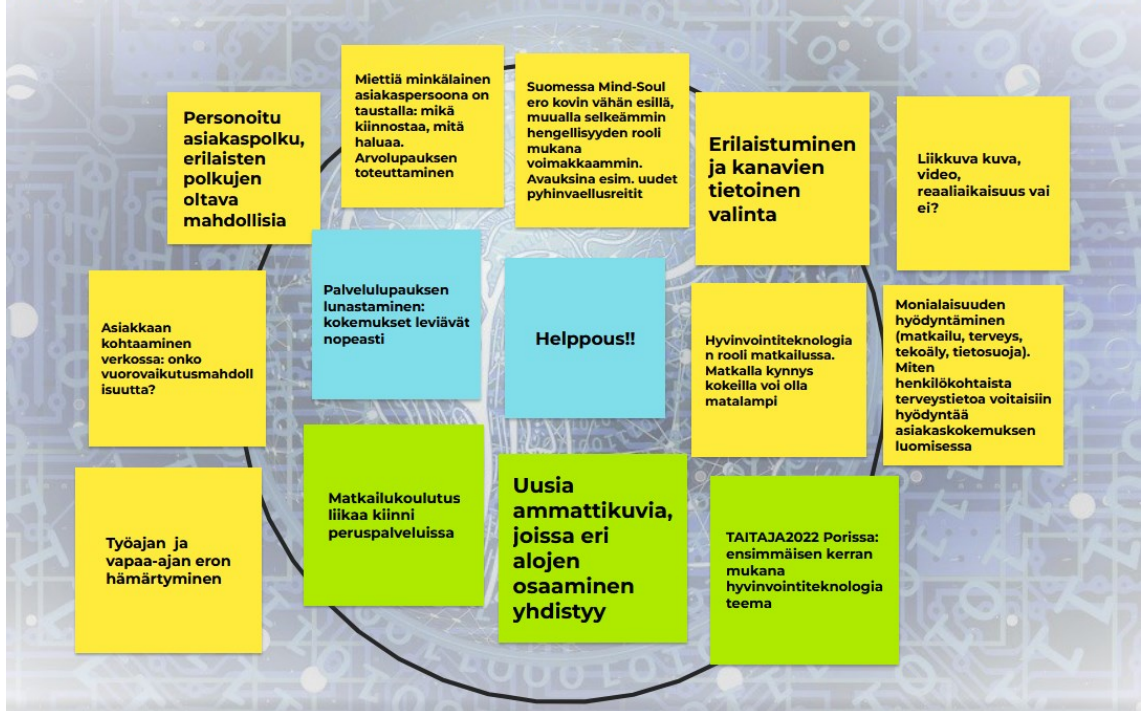 Personoitu
asiakaspolku,
erilaisten
polkujen
oltava
mahdollisia
Miettiä minkälainen
asiakaspersoona on
taustalla: mikä
kiinnostaa, mitä
haluaa.
Arvolupauksen
toteuttaminen
Suomessa Mind-Soul
ero kovin vähän esillä,
muualla selkeämmin
hengellisyyden rooli
mukana
voimakkaammin.
Avauksina esim. uudet
pyhinvaellusreitit
Erilaistuminen
ja kanavien
tietoinen
valinta
Liikkuva kuva,
video,
reaaliaikaisuus vai
ei?
Asiakkaan
kohtaaminen
verkossa: onko
vuorovaikutusmahdoll
isuutta?
Palvelulupauksen
lunastaminen:
kokemukset leviävät
nopeasti
Helppous!!
Hyvinvointiteknologia
n rooli matkailussa.
Matkalla kynnys
kokeilla voi olla
matalampi
Monialaisuuden
hyödyntäminen
(matkailu, terveys,
tekoäly, tietosuoja).
Miten
henkilökohtaista
terveystietoa voitaisiin
hyödyntää
asiakaskokemuksen
luomisessa
Työajan ja
vapaa-ajan eron
hämärtyminen
Matkailukoulutus
liikaa kiinni
peruspalveluissa
Uusia
ammattikuvia,
joissa eri
alojen
osaaminen
yhdistyy
TAITAJA2022 Porissa:
ensimmäisen kerran
mukana
hyvinvointiteknologia
teema